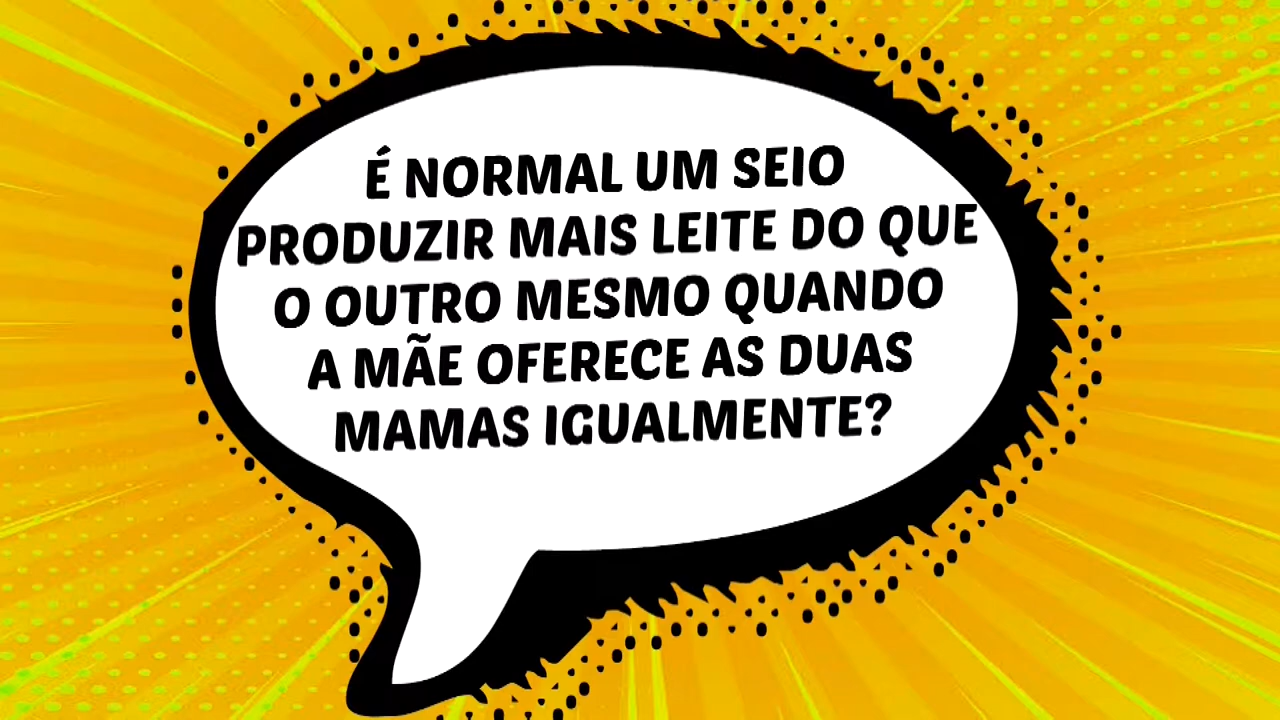 É NORMAL UM SEIO
PRODUZIR MAIS LEITE DO QUE
O OUTRO MESMO QUANDO
A MÃE OFERECE AS DUAS
MAMAS IGUALMENTE?